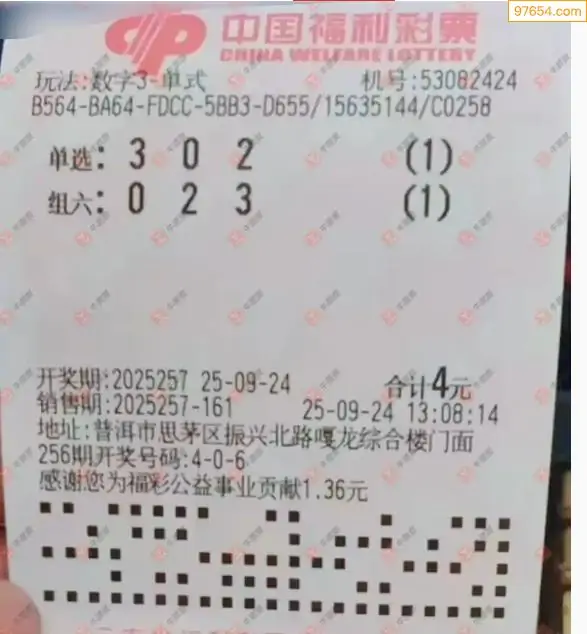 97654.com
中国福利彩票
CHINA WELFARE LOTTERY
玩法:数字3-单式 机号:53082424
B564-BA64-FDCC-5BB3-D655/15635144/C0258
单选: 3 0 2 (1)
组六: 0 2 3 (1)
开奖期:2025257 25-09-24 合计4元
销售期:2025257-161 25-09-24 13:08:14
地址:普洱市思茅区振兴北路嘎龙综合楼门面
256期开奖号码:4-0-6
感谢您为福彩公益事业贡献1.36元